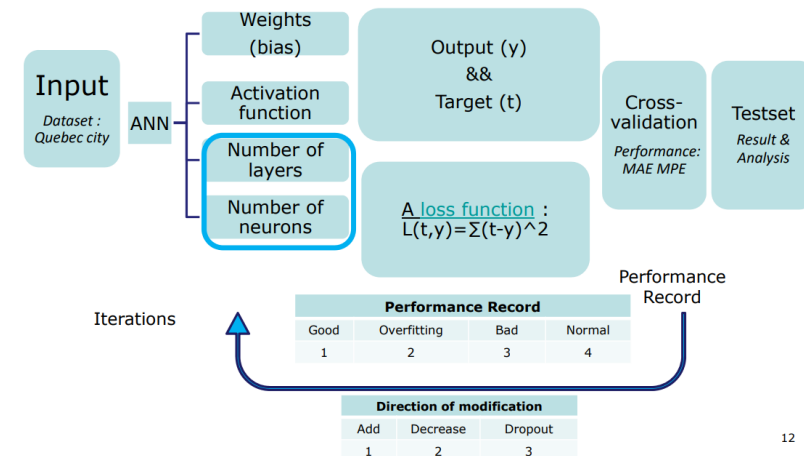 Input
Dataset :
Quebec city
ANN
Weights
(bias)
Activation
function
Number of
layers
Number of
neurons
Output (y)
&&
Target (t)
A loss function :
L(t,y)=Σ(t-y)^2
Cross-
validation
Performance:
MAE MPE
Testset
Result &
Analysis
Performance
Record
Iterations
Performance Record
Good Overfitting Bad Normal
1 2 3 4
Direction of modification
Add Decrease Dropout
1 2 3
12